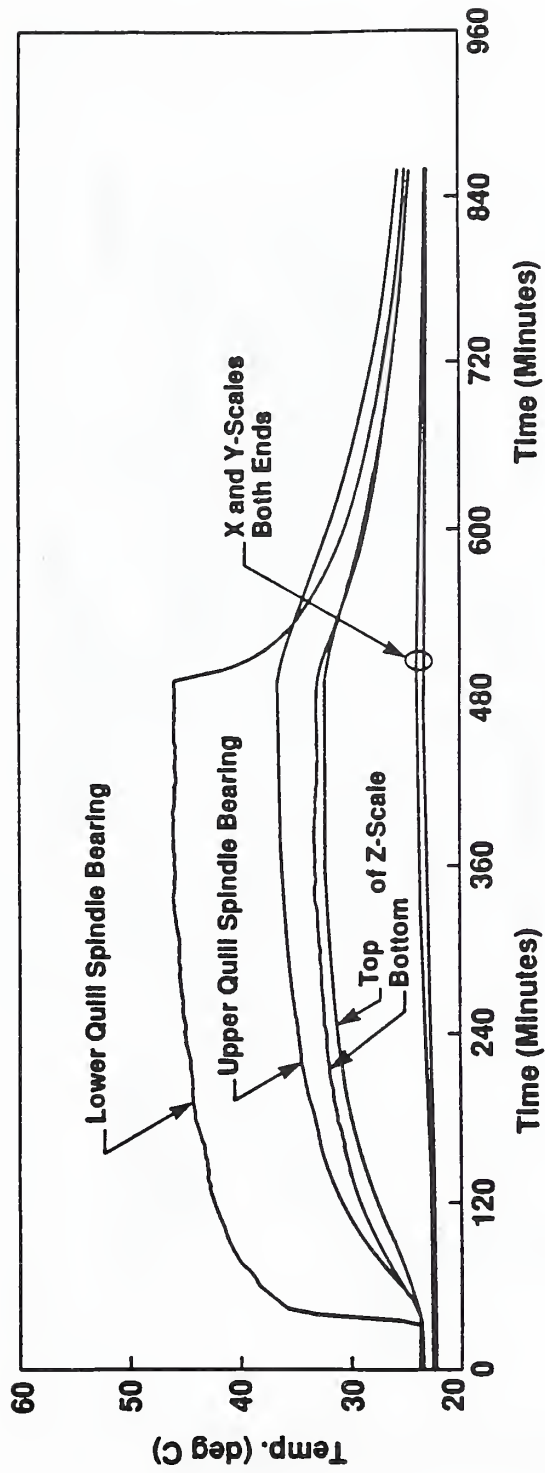 Temp. (deg C)
60
50
40
30
20
Lower Quill Spindle Bearing
Upper Quill Spindle Bearing
Top
of Z-Scale
Bottom
X and Y-Scales
Both Ends
0
120
240
360
480
600
720
840
960
Time (Minutes)
Time (Minutes)